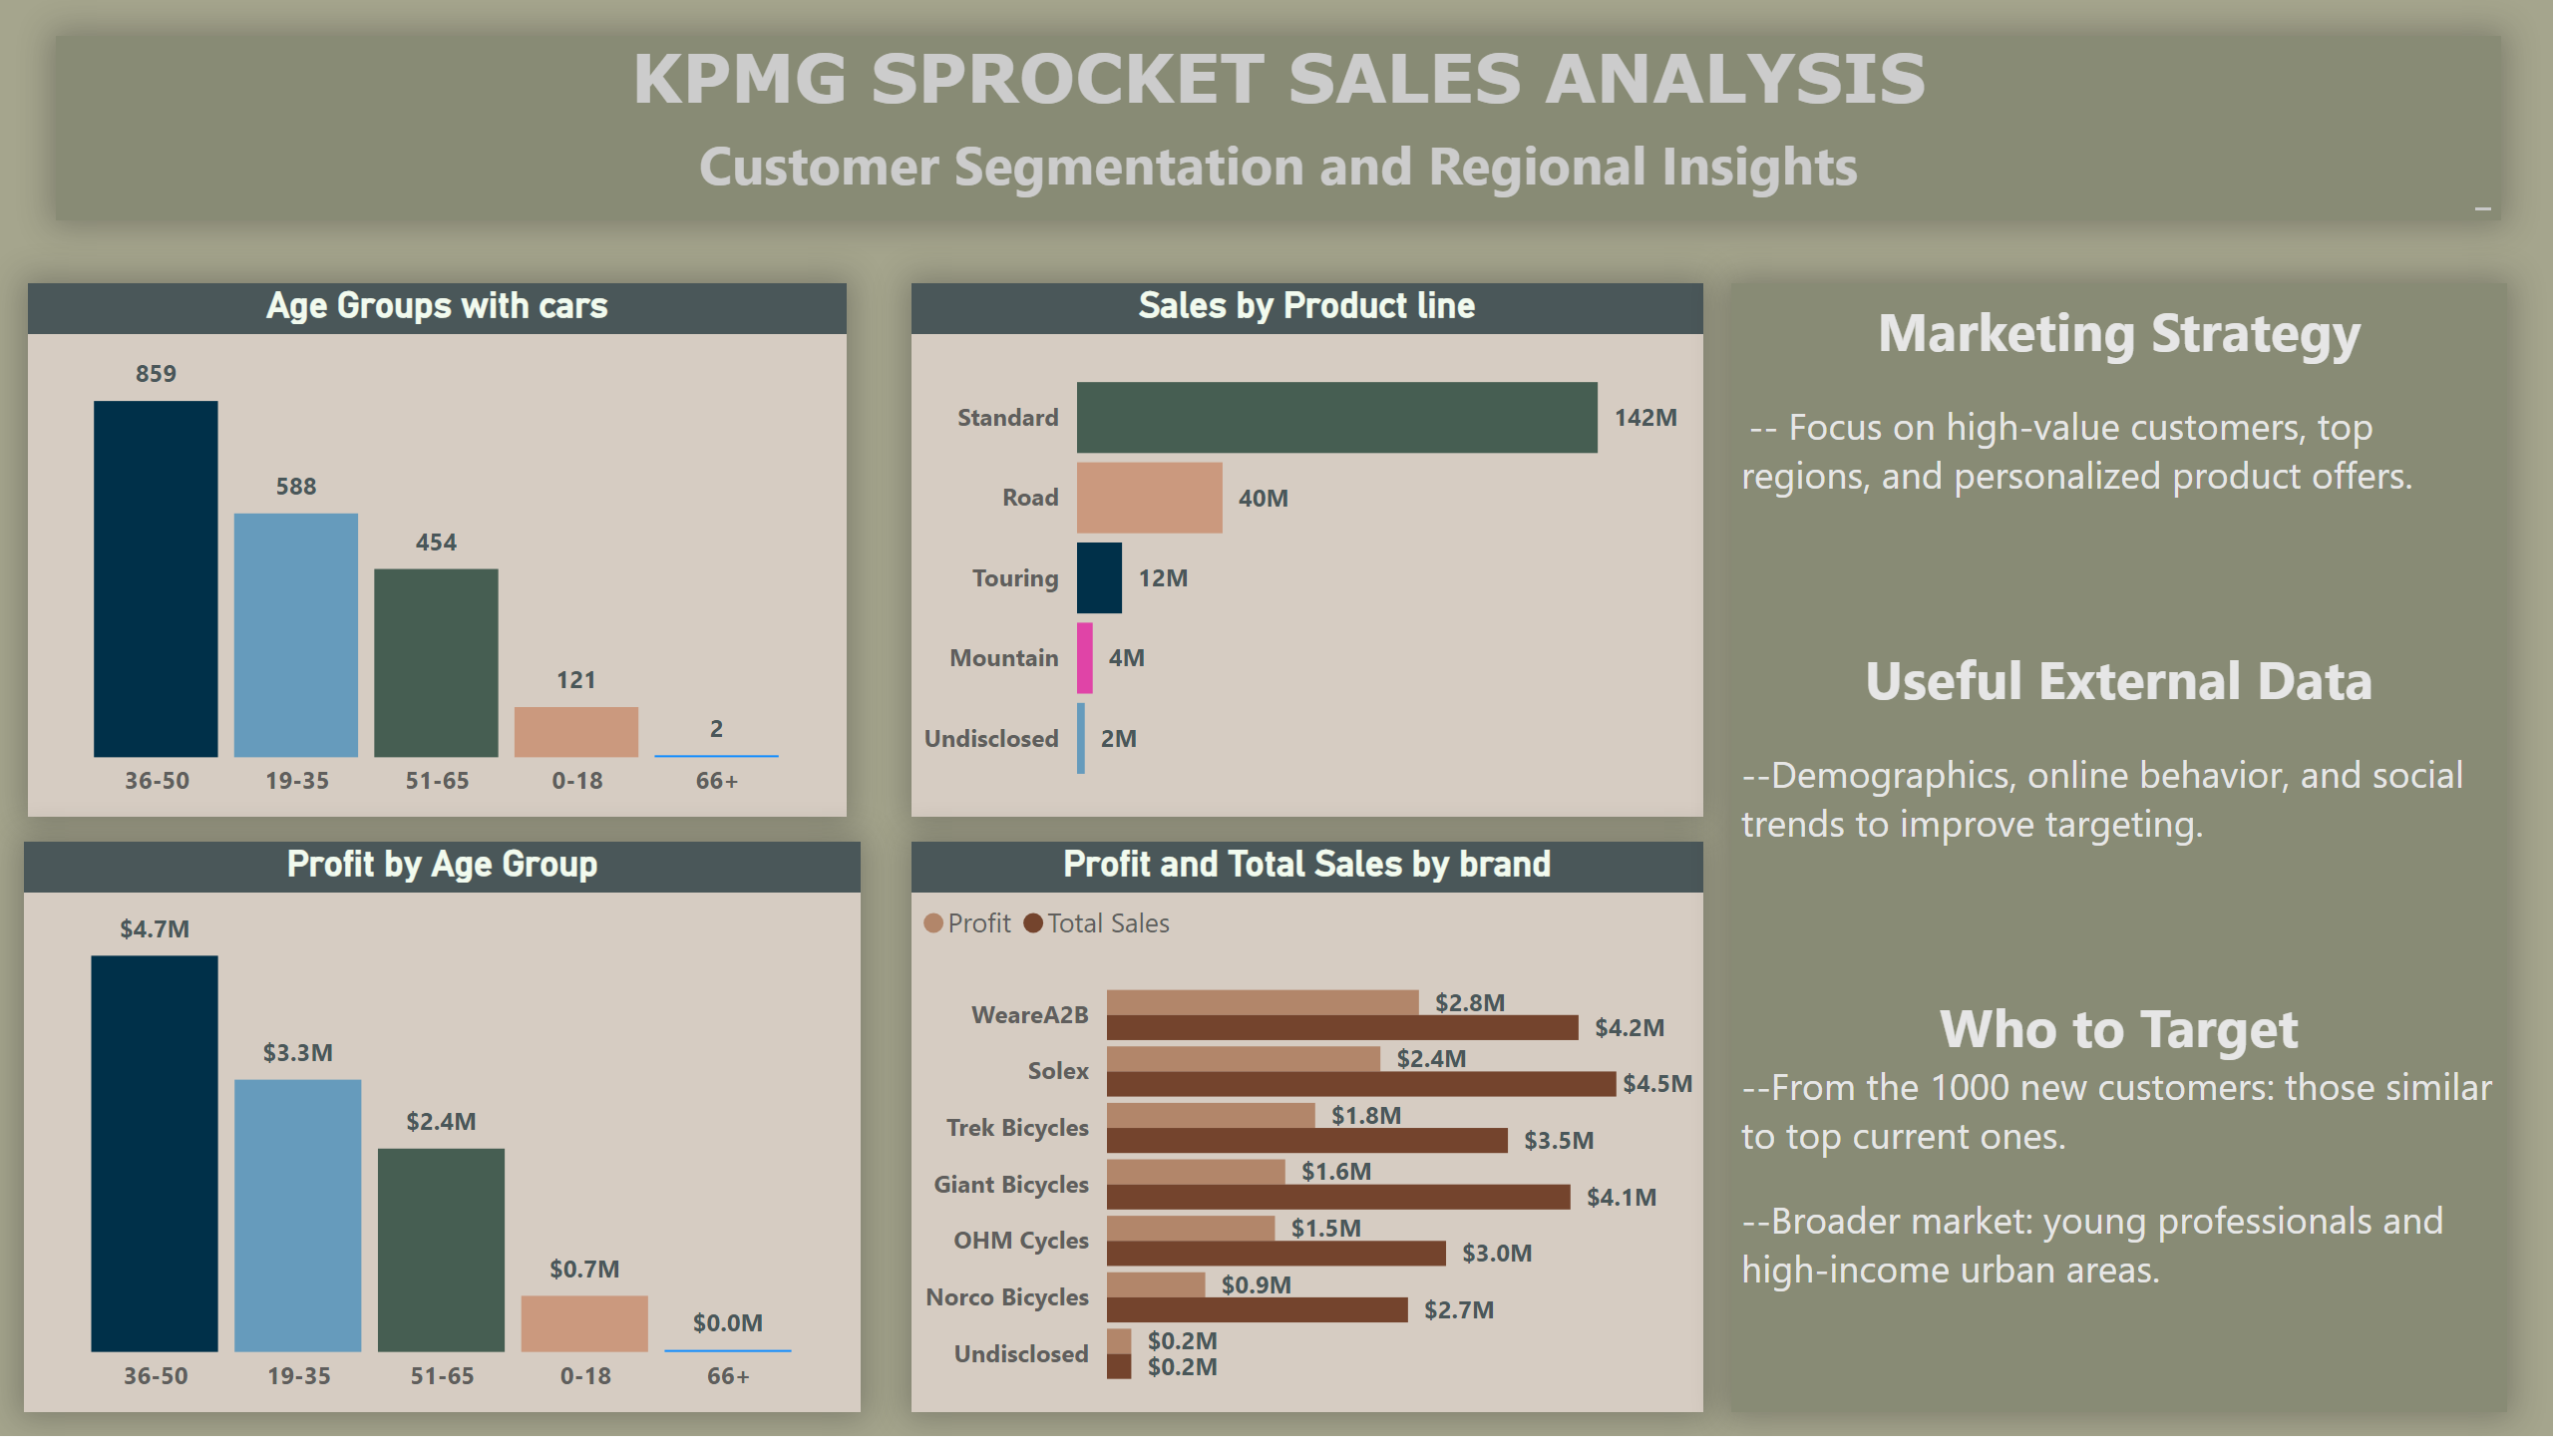 KPMG SPROCKET SALES ANALYSIS
Customer Segmentation and Regional Insights
Age Groups with cars
859
588
454
121
2
36-50 19-35 51-65 0-18 66+
Sales by Product line
Standard 142M
Road 40M
Touring 12M
Mountain 4M
Undisclosed 2M
Profit by Age Group
$4.7M
$3.3M
$2.4M
$0.7M
$0.0M
36-50 19-35 51-65 0-18 66+
Profit and Total Sales by brand
Profit Total Sales
WeareA2B $2.8M
$4.2M
Solex $2.4M
$4.5M
Trek Bicycles $1.8M
$3.5M
Giant Bicycles $1.6M
$4.1M
OHM Cycles $1.5M
$3.0M
Norco Bicycles $0.9M
$2.7M
Undisclosed $0.2M
$0.2M
Marketing Strategy
-- Focus on high-value customers, top
regions, and personalized product offers.
Useful External Data
--Demographics, online behavior, and social
trends to improve targeting.
Who to Target
--From the 1000 new customers: those similar
to top current ones.
--Broader market: young professionals and
high-income urban areas.